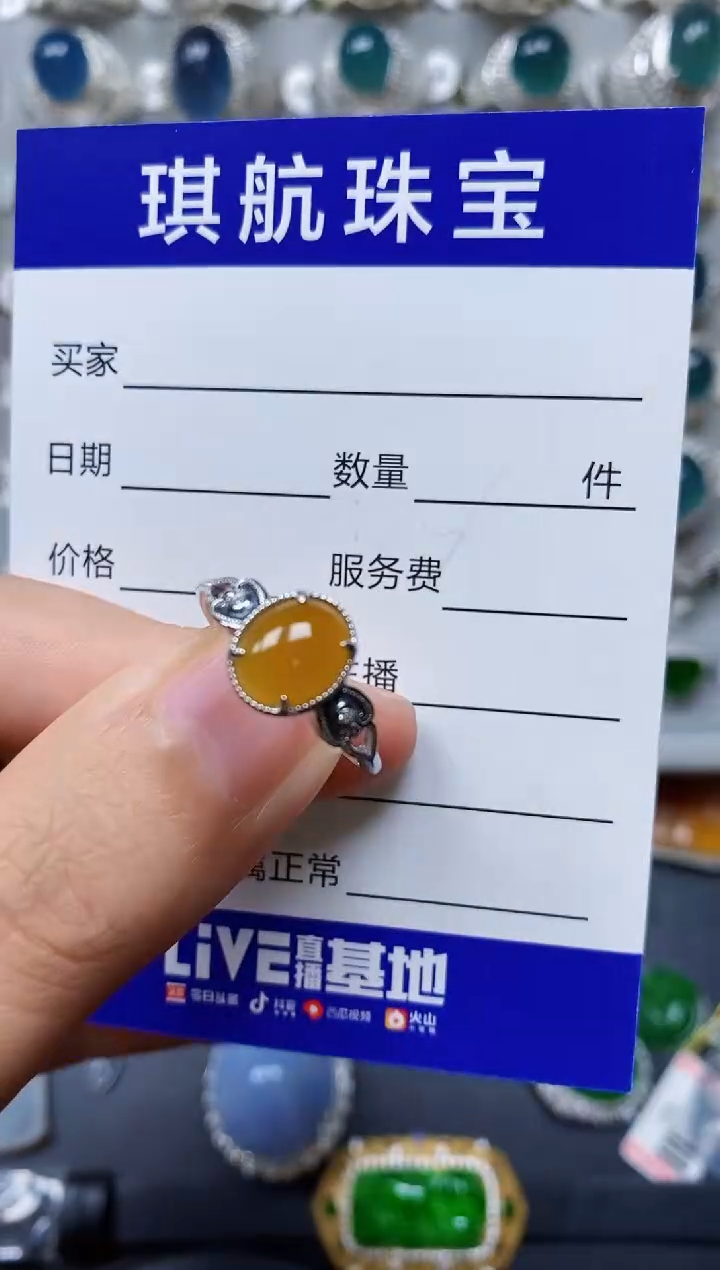 琪航珠宝
买家
日期 数量 件
价格 服务费
播
属正常
LIVE直播基地
今日头条 抖音 西瓜视频 火山